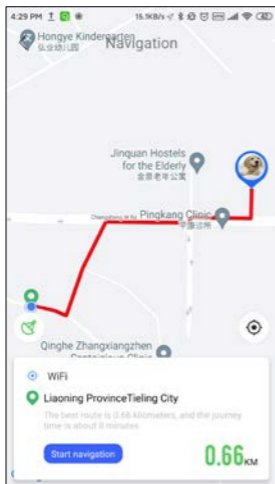 4:29 PM
15.1KB/s
Hongye Kindergarten
弘业幼儿园
Navigation
Jinquan Hostels
for the Elderly
金泉老年公寓
Pingkang Clinic
平康诊所
Qinghe Zhangxiangzhen
WiFi
Liaoning ProvinceTieling City
The best route is 0.66 kilometers, and the journey
time is about 8 minutes
Start navigation
0.66KM